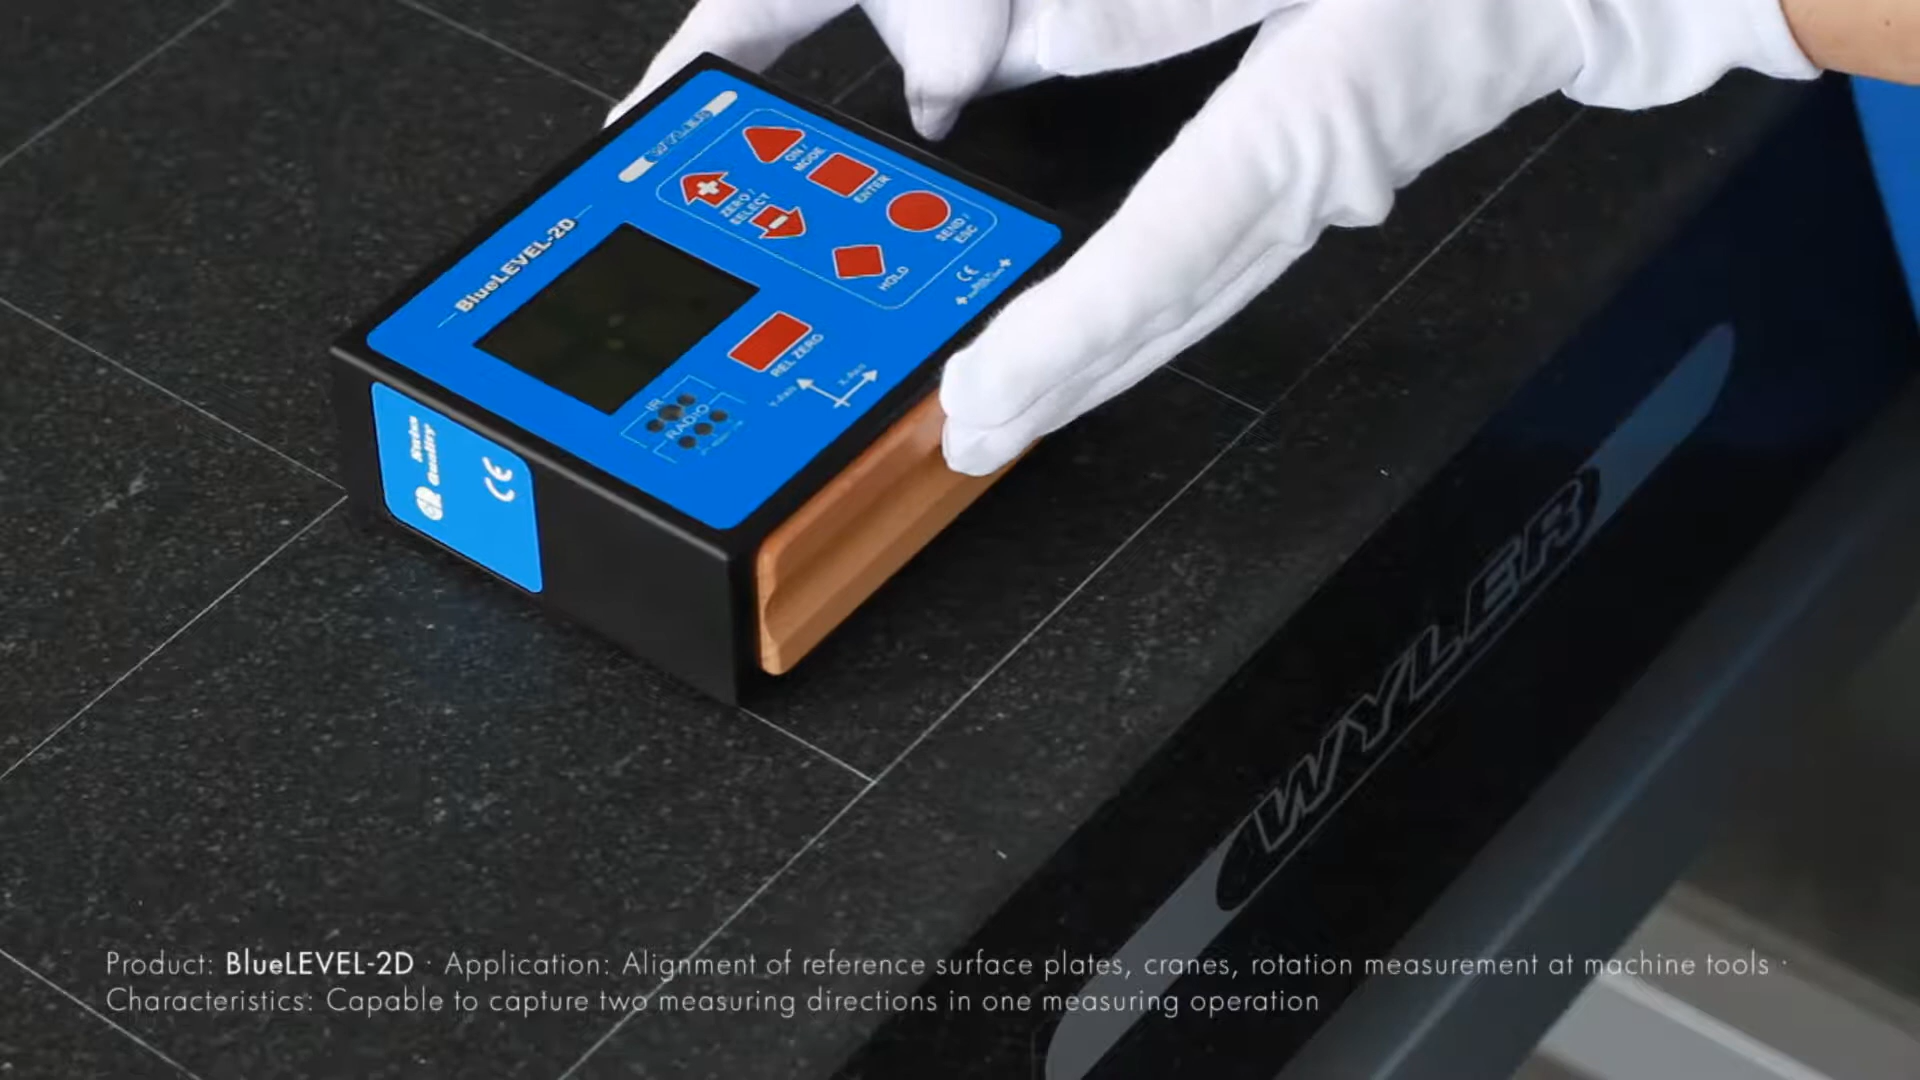 WYLER
BlueLEVEL-2D
ON /
MODE
ZERO /
SELECT
ENTER
SEND /
ESC
HOLD
CE
REL ZERO
Y-Axis
X-Axis
IR
RADIO
Swiss
Quality
CE
WYLER
Product: BlueLEVEL-2D · Application: Alignment of reference surface plates, cranes, rotation measurement at machine tools ·
Characteristics: Capable to capture two measuring directions in one measuring operation